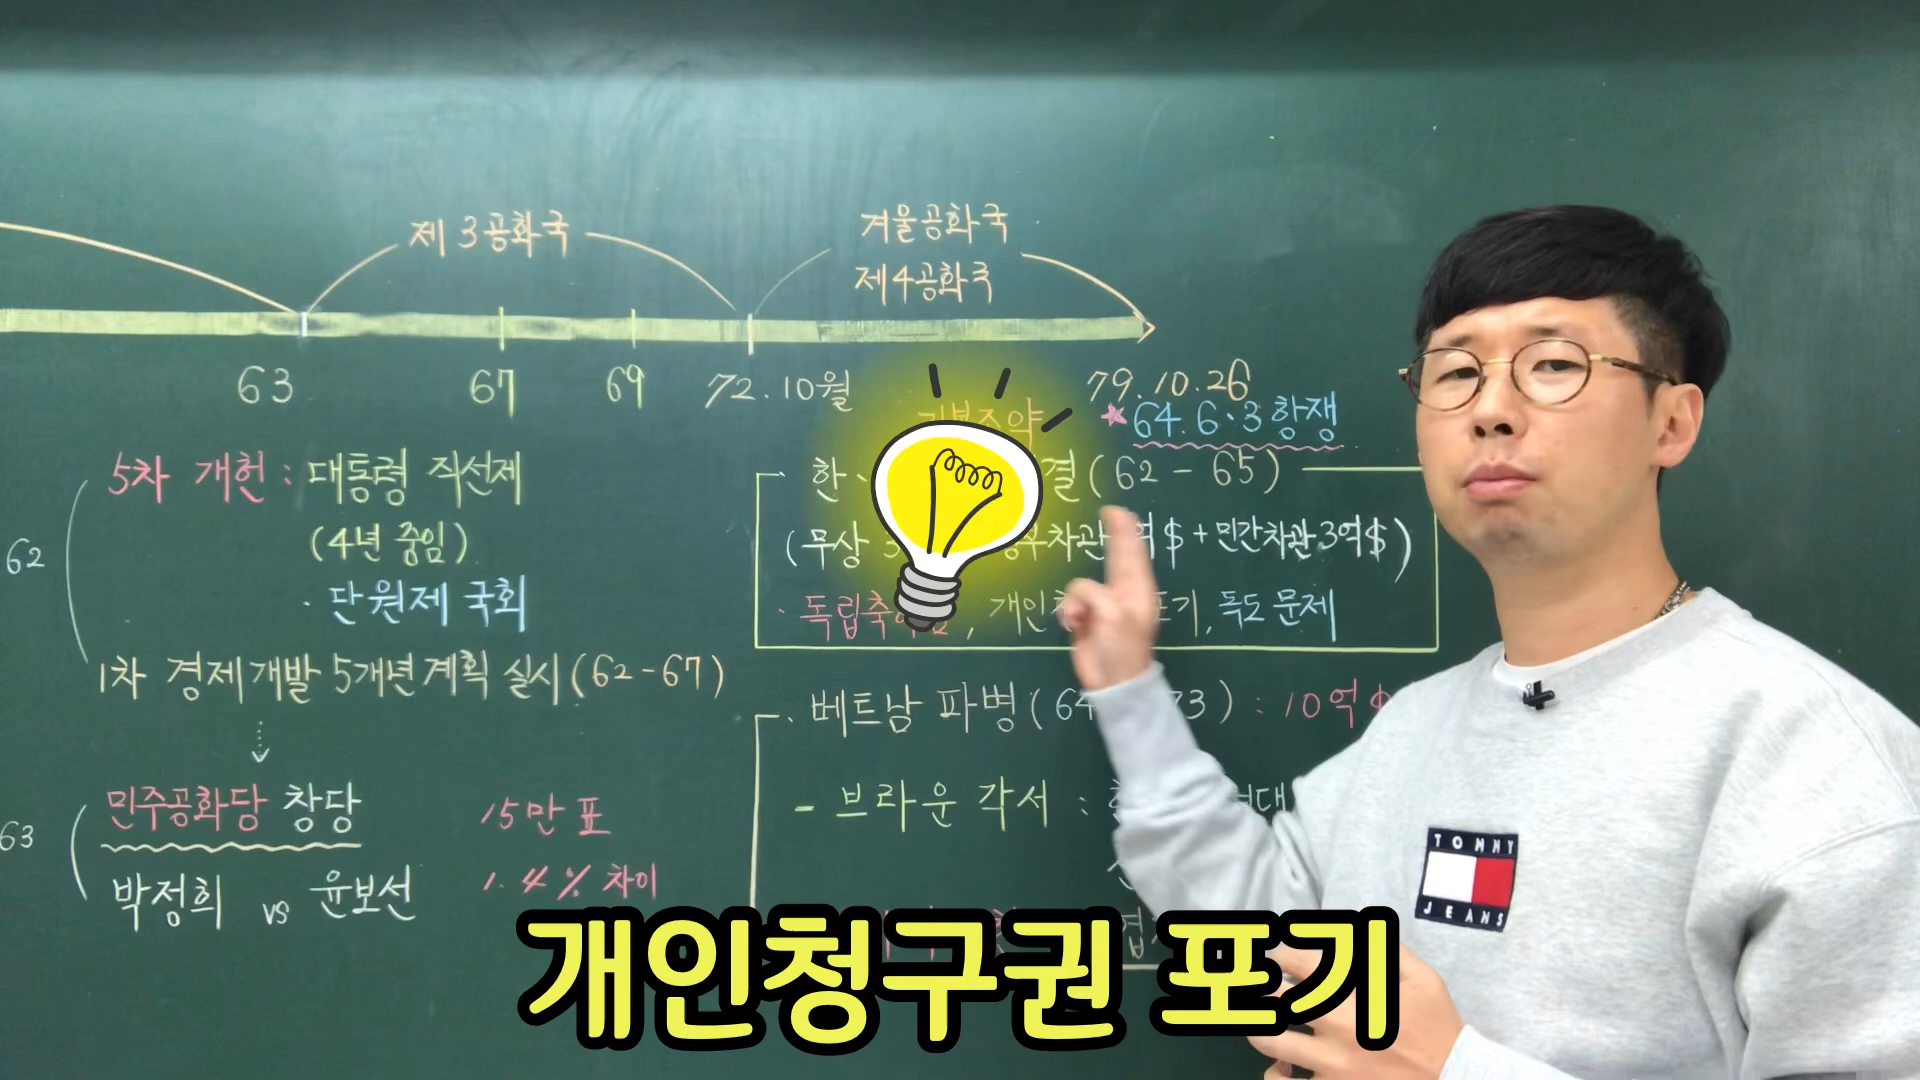 제 3공화국
겨울공화국
제4공화국
63
67
69
72.10월
79.10.26
★64.6·3 항쟁
5차 개헌 : 대통령 직선제
(4년 중임)
· 단원제 국회
62
1차 경제개발 5개년계획 실시(62-67)
민주공화당 창당
63
박정희 vs 윤보선
15만 표
1.4% 차이
· 한 결(62-65)
(무상 차관 억$+민간차관3억$)
· 독립축 , 개인 포기, 독도 문제
· 베트남 파병(64 73) : 10억$
- 브라운 각서 :
TOMMY
JEANS
개인청구권 포기